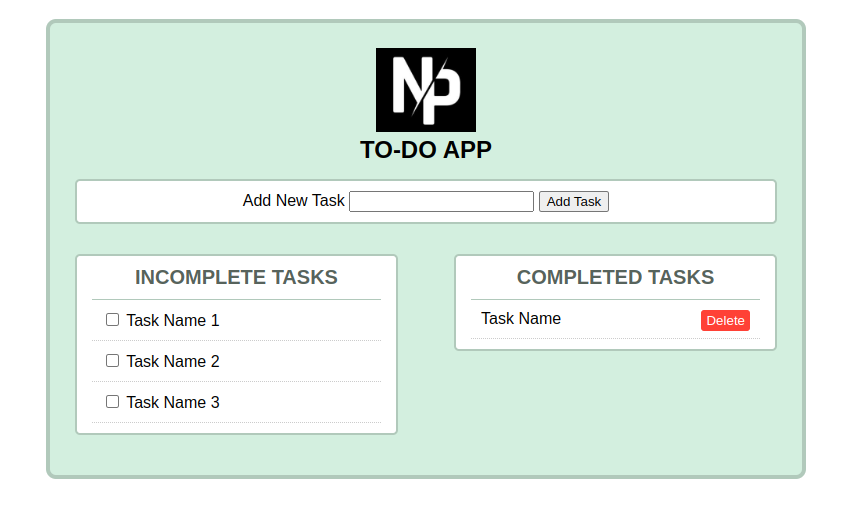 NP
TO-DO APP
Add New Task Add Task
INCOMPLETE TASKS
Task Name 1
Task Name 2
Task Name 3
COMPLETED TASKS
Task Name Delete